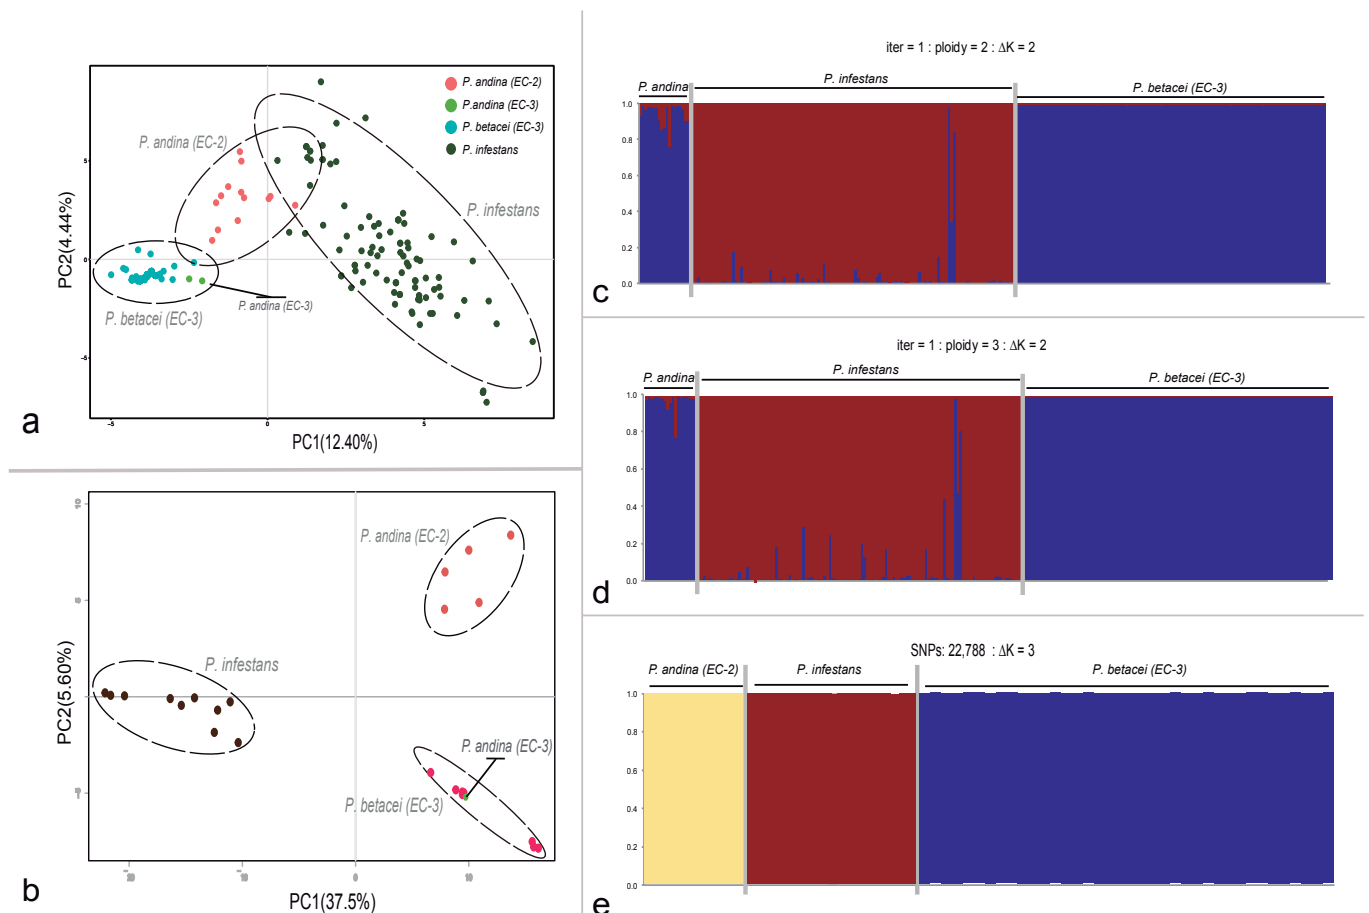 P. andina (EC-2)
P.andina (EC-3)
P. betacei (EC-3)
P. infestans
P. andina (EC-2)
P. infestans
P. andina (EC-3)
P. betacei (EC-3)
PC2(4.44%)
5
0
-5
-5
0
5
PC1(12.40%)
a
P. andina (EC-2)
P. infestans
P. andina (EC-3)
P. betacei (EC-3)
PC2(5.60%)
0
10
PC1(37.5%)
b
iter = 1 : ploidy = 2 : ΔK = 2
P. andina
P. infestans
P. betacei (EC-3)
1.0
0.8
0.6
0.4
0.2
0.0
c
iter = 1 : ploidy = 3 : ΔK = 2
P. andina
P. infestans
P. betacei (EC-3)
1.0
0.8
0.6
0.4
0.2
0.0
d
SNPs: 22,788 : ΔK = 3
P. andina (EC-2)
P. infestans
P. betacei (EC-3)
1.0
0.8
0.6
0.4
0.2
0.0
e